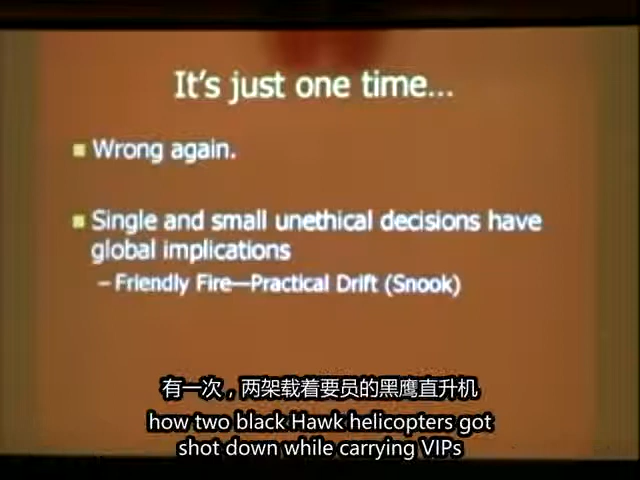 It's just one time...
Wrong again.
Single and small unethical decisions have
global implications
– Friendly Fire—Practical Drift (Snook)
有一次，两架载着要员的黑鹰直升机
how two black Hawk helicopters got
shot down while carrying VIPs